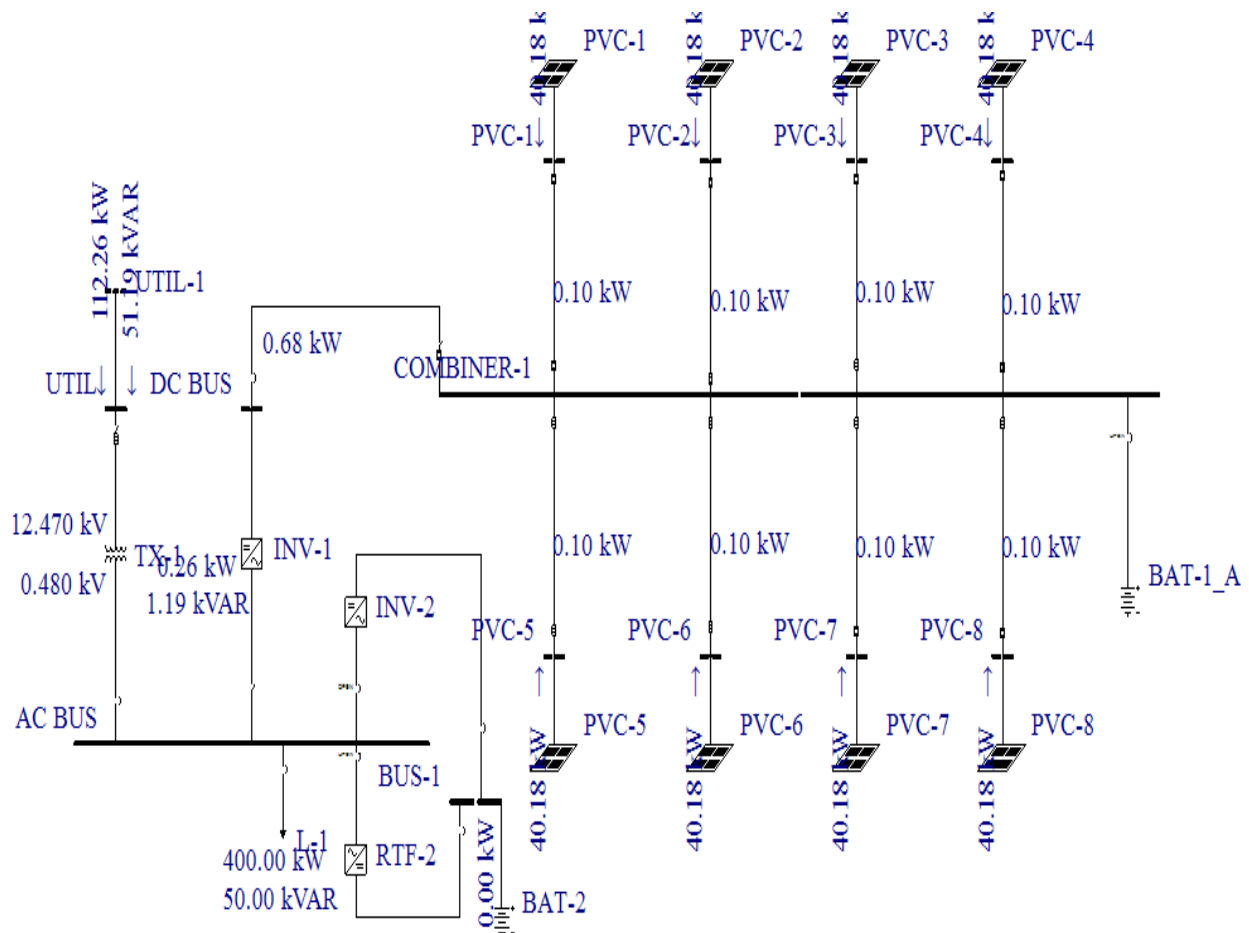 40.18 k
PVC-1
40.18 k
PVC-2
40.18 k
PVC-3
40.18 k
PVC-4
PVC-1↓
PVC-2↓
PVC-3↓
PVC-4↓
112.26 kW
51.19 kVAR
UTIL-1
0.10 kW
0.10 kW
0.10 kW
0.10 kW
0.68 kW
COMBINER-1
UTIL↓ ↓
DC BUS
OPEN
12.470 kV
TX-1
0.480 kV
0.26 kW
1.19 kVAR
INV-1
0.10 kW
0.10 kW
0.10 kW
0.10 kW
BAT-1_A
INV-2
PVC-5
PVC-6
PVC-7
PVC-8
OPEN
↑
↑
↑
↑
AC BUS
PVC-5
PVC-6
PVC-7
PVC-8
40.18 kW
40.18 kW
40.18 kW
40.18 kW
OPEN
BUS-1
L-1
400.00 kW
50.00 kVAR
RTF-2
0.00 kW
BAT-2